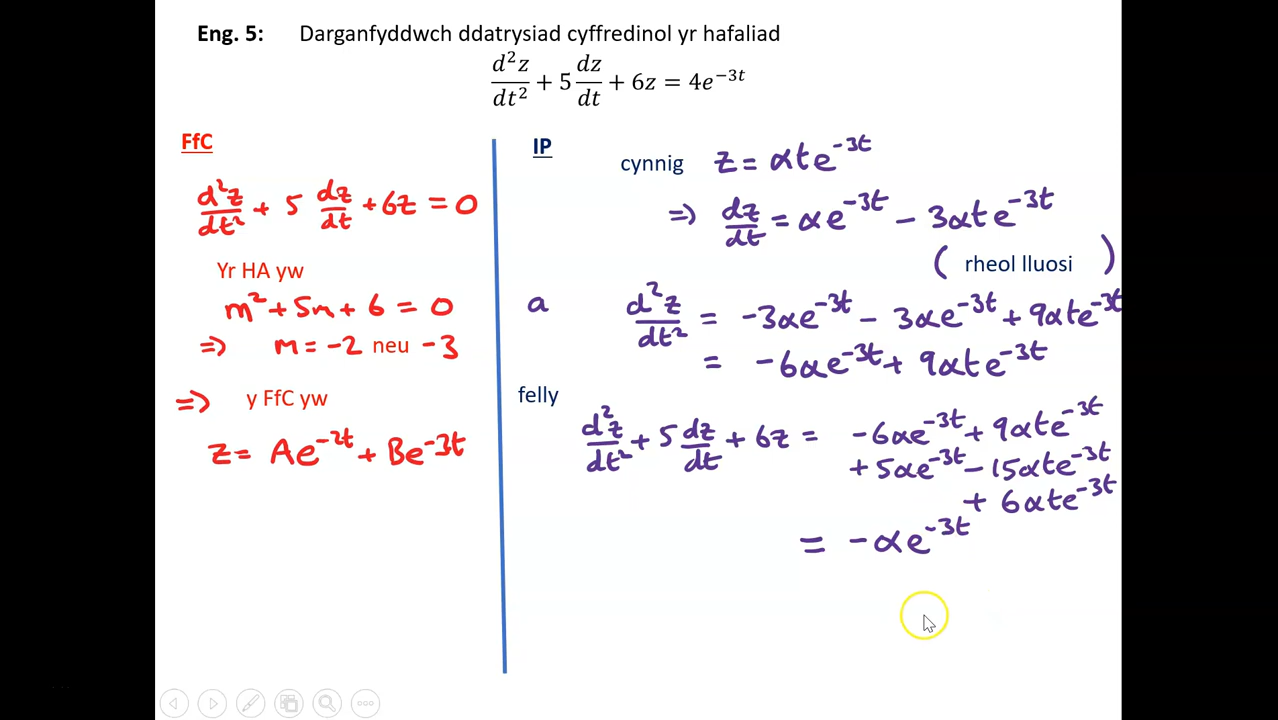 Eng. 5: Darganfyddwch ddatrysiad cyffredinol yr hafaliad
d²z/dt² + 5 dz/dt + 6z = 4e^{-3t}
FfC
d²z/dt² + 5 dz/dt + 6z = 0
Yr HA yw
m² + 5m + 6 = 0
=> m = -2 neu -3
=> y FfC yw
z = Ae^{-2t} + Be^{-3t}
IP
cynnig z = αte^{-3t}
=> dz/dt = αe^{-3t} - 3αte^{-3t}
( rheol lluosi )
a d²z/dt² = -3αe^{-3t} - 3αe^{-3t} + 9αte^{-3t}
= -6αe^{-3t} + 9αte^{-3t}
felly
d²z/dt² + 5 dz/dt + 6z = -6αe^{-3t} + 9αte^{-3t}
+ 5αe^{-3t} - 15αte^{-3t}
+ 6αte^{-3t}
= -αe^{-3t}